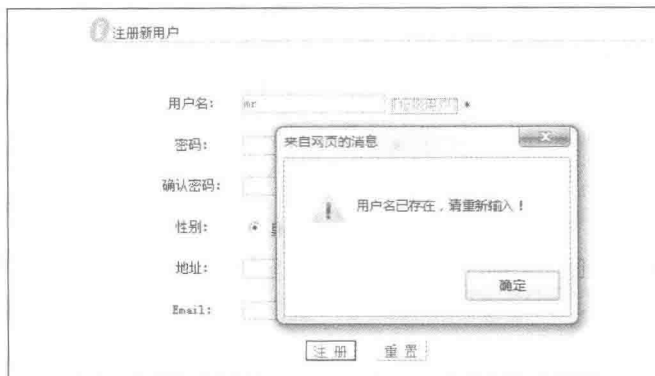 注册新用户
用户名： mr *
密码：
来自网页的消息
确认密码：
用户名已存在，请重新输入！
性别：
地址：
确定
Email：
注 册 重 置